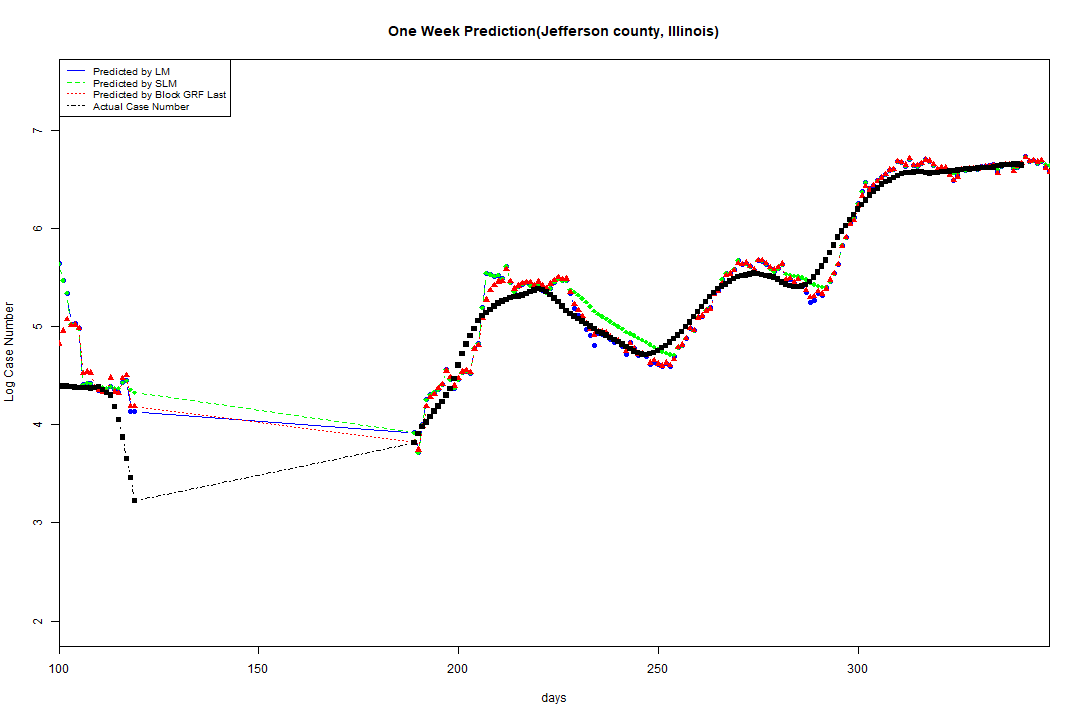 One Week Prediction(Jefferson county, Illinois)
Predicted by LM
Predicted by SLM
Predicted by Block GRF Last
Actual Case Number
7
6
5
4
3
2
Log Case Number
100 150 200 250 300
days